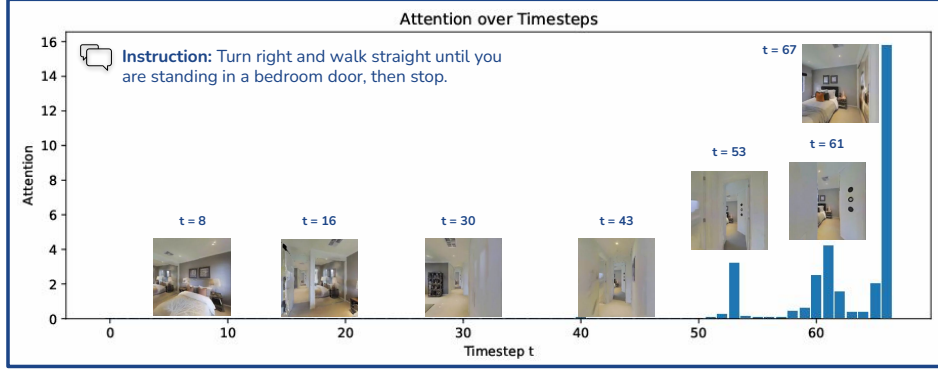 Attention over Timesteps
Instruction: Turn right and walk straight until you
are standing in a bedroom door, then stop.
t = 67
t = 53
t = 61
t = 8
t = 16
t = 30
t = 43
Attention
16
14
12
10
8
6
4
2
0
0
10
20
30
40
50
60
Timestep t